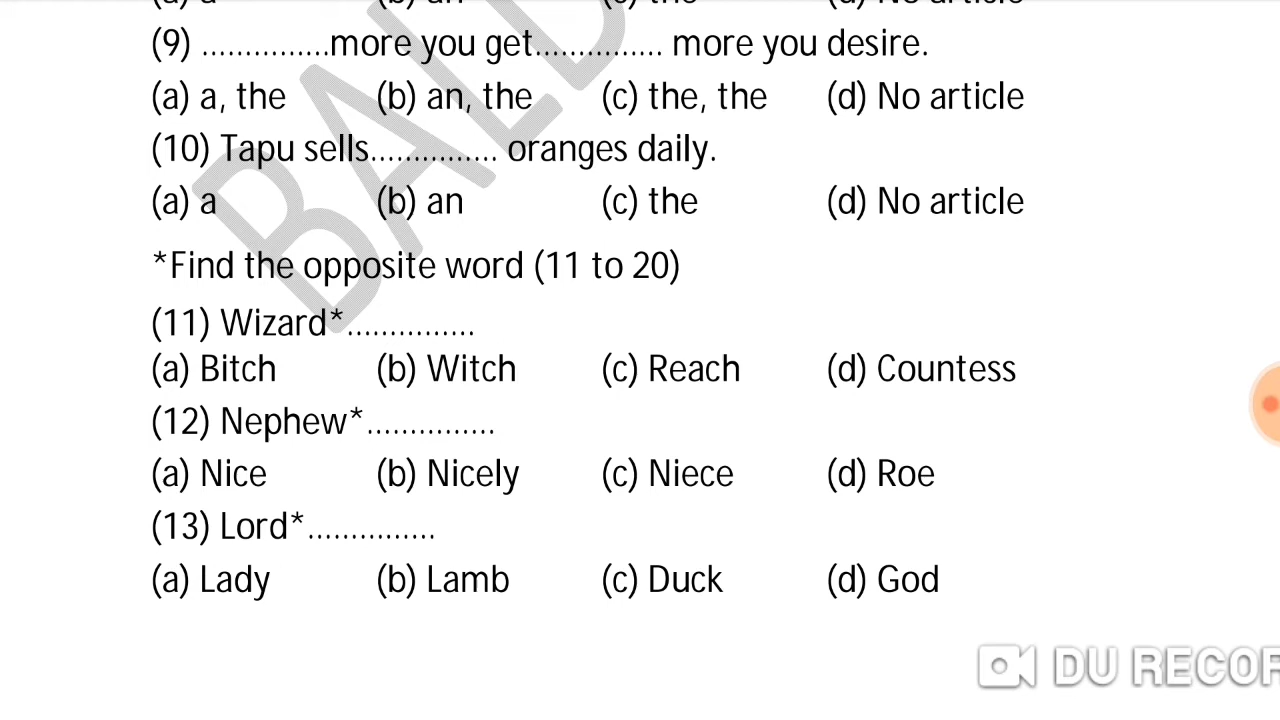 (9) ...............more you get............... more you desire.
(a) a, the (b) an, the (c) the, the (d) No article
(10) Tapu sells............... oranges daily.
(a) a (b) an (c) the (d) No article
*Find the opposite word (11 to 20)
(11) Wizard*...............
(a) Bitch (b) Witch (c) Reach (d) Countess
(12) Nephew*...............
(a) Nice (b) Nicely (c) Niece (d) Roe
(13) Lord*...............
(a) Lady (b) Lamb (c) Duck (d) God
DU RECOR